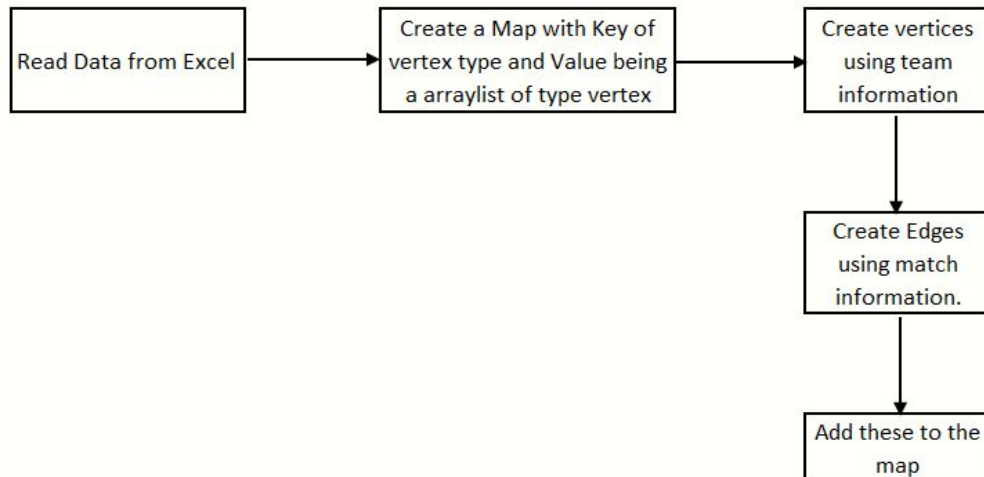 Read Data from Excel
Create a Map with Key of
vertex type and Value being
a arraylist of type vertex
Create vertices
using team
information
Create Edges
using match
information.
Add these to the
map